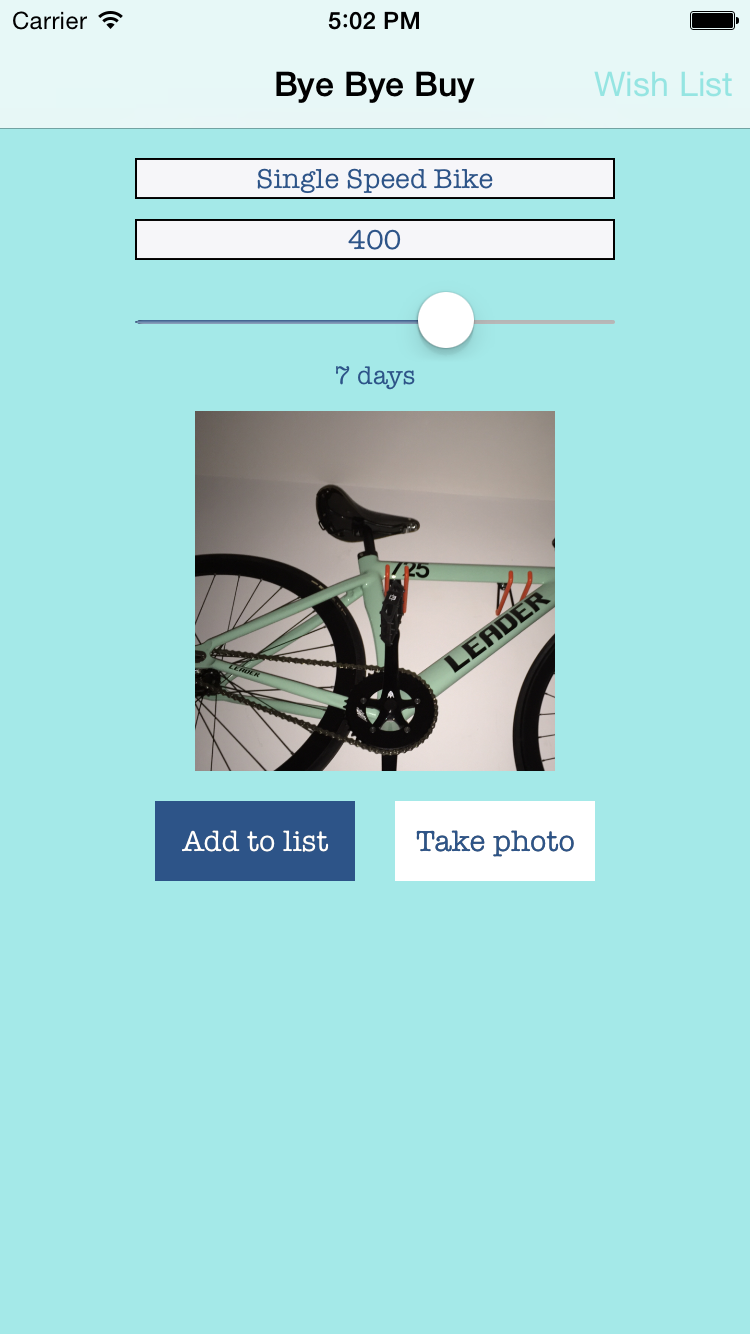 Carrier 5:02 PM
Bye Bye Buy Wish List
Single Speed Bike
400
7 days
725
LEADER
LEADER
Add to list Take photo